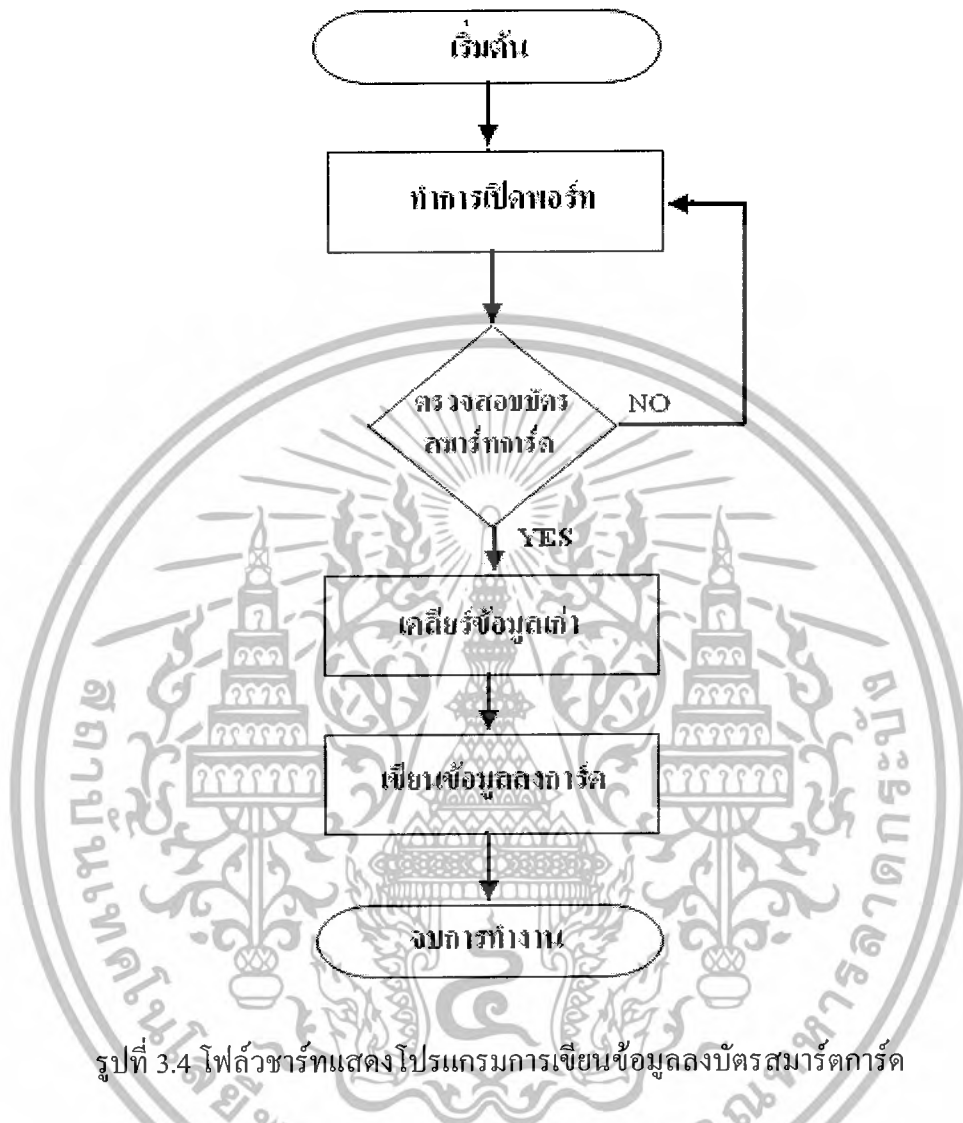 เริ่มต้น
ทำการเปิดพอร์ท
ตรวจสอบบัตร
สมาร์ทการ์ด
NO
YES
เคลียร์ข้อมูลเก่า
เขียนข้อมูลลงการ์ด
จบการทำงาน
รูปที่ 3.4 โฟล์วชาร์ทแสดงโปรแกรมการเขียนข้อมูลลงบัตรสมาร์ตการ์ด